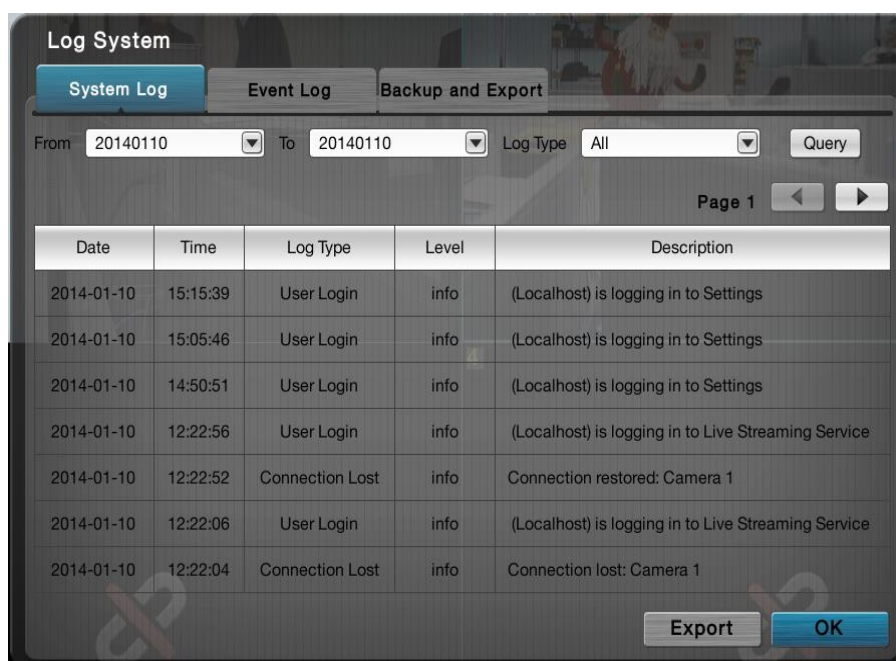 Log System
System Log Event Log Backup and Export
From 20140110 To 20140110 Log Type All Query
Page 1
Date Time Log Type Level Description
2014-01-10 15:15:39 User Login info (Localhost) is logging in to Settings
2014-01-10 15:05:46 User Login info (Localhost) is logging in to Settings
2014-01-10 14:50:51 User Login info (Localhost) is logging in to Settings
2014-01-10 12:22:56 User Login info (Localhost) is logging in to Live Streaming Service
2014-01-10 12:22:52 Connection Lost info Connection restored: Camera 1
2014-01-10 12:22:06 User Login info (Localhost) is logging in to Live Streaming Service
2014-01-10 12:22:04 Connection Lost info Connection lost: Camera 1
Export OK